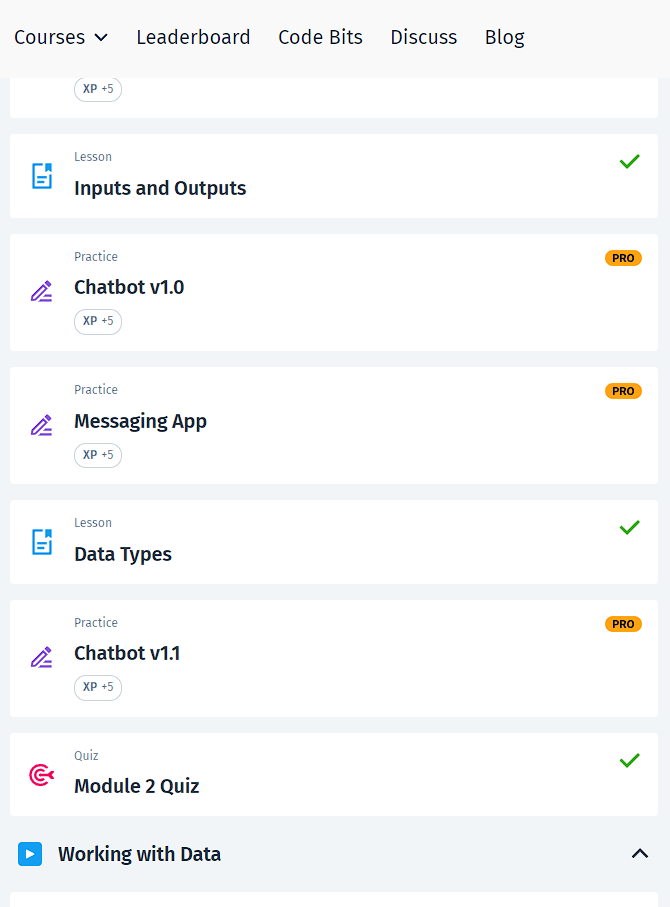 Courses Leaderboard Code Bits Discuss Blog
XP +5
Lesson
Inputs and Outputs
Practice
PRO
Chatbot v1.0
XP +5
Practice
PRO
Messaging App
XP +5
Lesson
Data Types
Practice
PRO
Chatbot v1.1
XP +5
Quiz
Module 2 Quiz
Working with Data